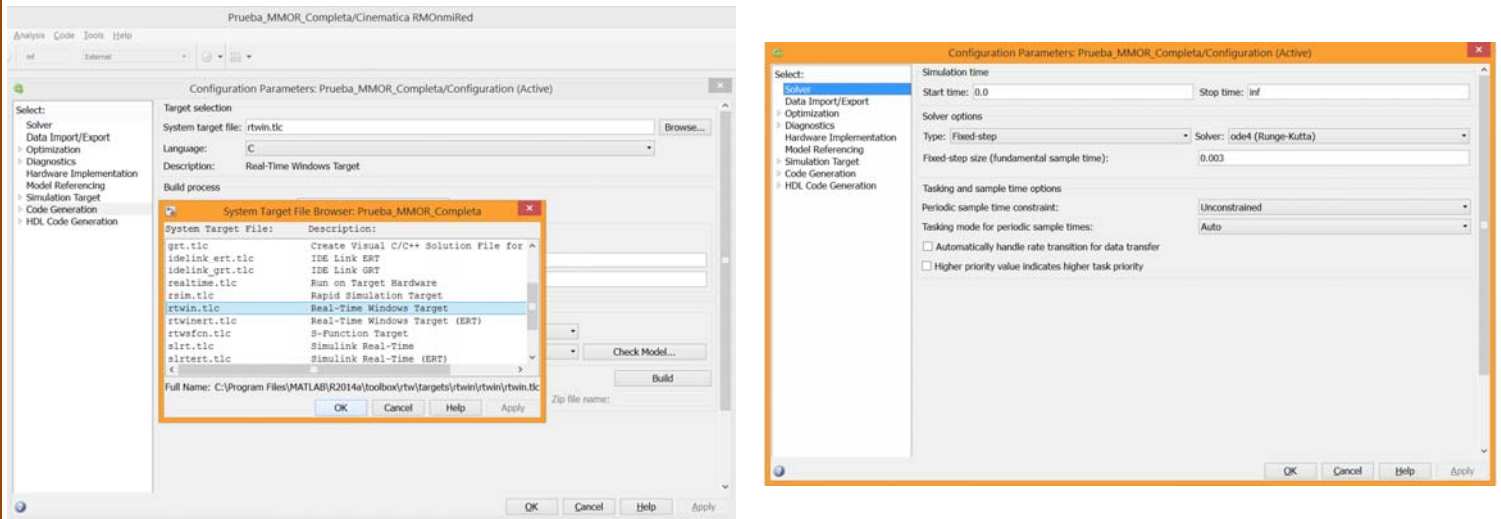 Prueba_MMOR_Completa/Cinematica RMOnmiRed
Analysis Code Tools Help
inf External
Configuration Parameters: Prueba_MMOR_Completa/Configuration (Active)
Select:
Solver
Data Import/Export
Optimization
Diagnostics
Hardware Implementation
Model Referencing
Simulation Target
Code Generation
HDL Code Generation
Target selection
System target file: rtwin.tlc Browse...
Language: C
Description: Real-Time Windows Target
Build process
System Target File Browser: Prueba_MMOR_Completa
System Target File: Description:
grt.tlc Create Visual C/C++ Solution File for
idelink_ert.tlc IDE Link ERT
idelink_grt.tlc IDE Link GRT
realtime.tlc Run on Target Hardware
rsim.tlc Rapid Simulation Target
rtwin.tlc Real-Time Windows Target
rtwinert.tlc Real-Time Windows Target (ERT)
rtwsfcn.tlc S-Function Target
slrt.tlc Simulink Real-Time
slrtert.tlc Simulink Real-Time (ERT)
Full Name: C:\Program Files\MATLAB\R2014a\toolbox\rtw\targets\rtwin\rtwin\rtwin.tlc
OK Cancel Help Apply
Check Model...
Build
Zip file name:
OK Cancel Help Apply
Configuration Parameters: Prueba_MMOR_Completa/Configuration (Active)
Select:
Solver
Data Import/Export
Optimization
Diagnostics
Hardware Implementation
Model Referencing
Simulation Target
Code Generation
HDL Code Generation
Simulation time
Start time: 0.0 Stop time: inf
Solver options
Type: Fixed-step Solver: ode4 (Runge-Kutta)
Fixed-step size (fundamental sample time): 0.003
Tasking and sample time options
Periodic sample time constraint: Unconstrained
Tasking mode for periodic sample times: Auto
Automatically handle rate transition for data transfer
Higher priority value indicates higher task priority
OK Cancel Help Apply